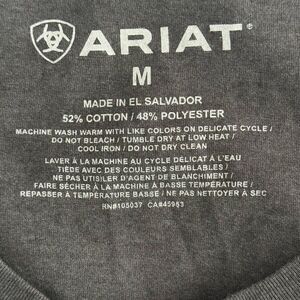 ARIAT
M
MADE IN EL SALVADOR
52% COTTON / 48% POLYESTER
MACHINE WASH WARM WITH LIKE COLORS ON DELICATE CYCLE /
DO NOT BLEACH / TUMBLE DRY AT LOW HEAT /
COOL IRON / DO NOT DRY CLEAN
LAVER À LA MACHINE AU CYCLE DÉLICAT À L'EAU
TIÈDE AVEC DES COULEURS SEMBLABLES /
NE PAS UTISILER D'AGENT DE BLANCHIMENT /
FAIRE SÉCHER À LA MACHINE À BASSE TEMPÉRATURE /
REPASSER À TEMPÉRATURE BASSE / NE PAS NETTOYER À SEC
RN#105037 CA#45983